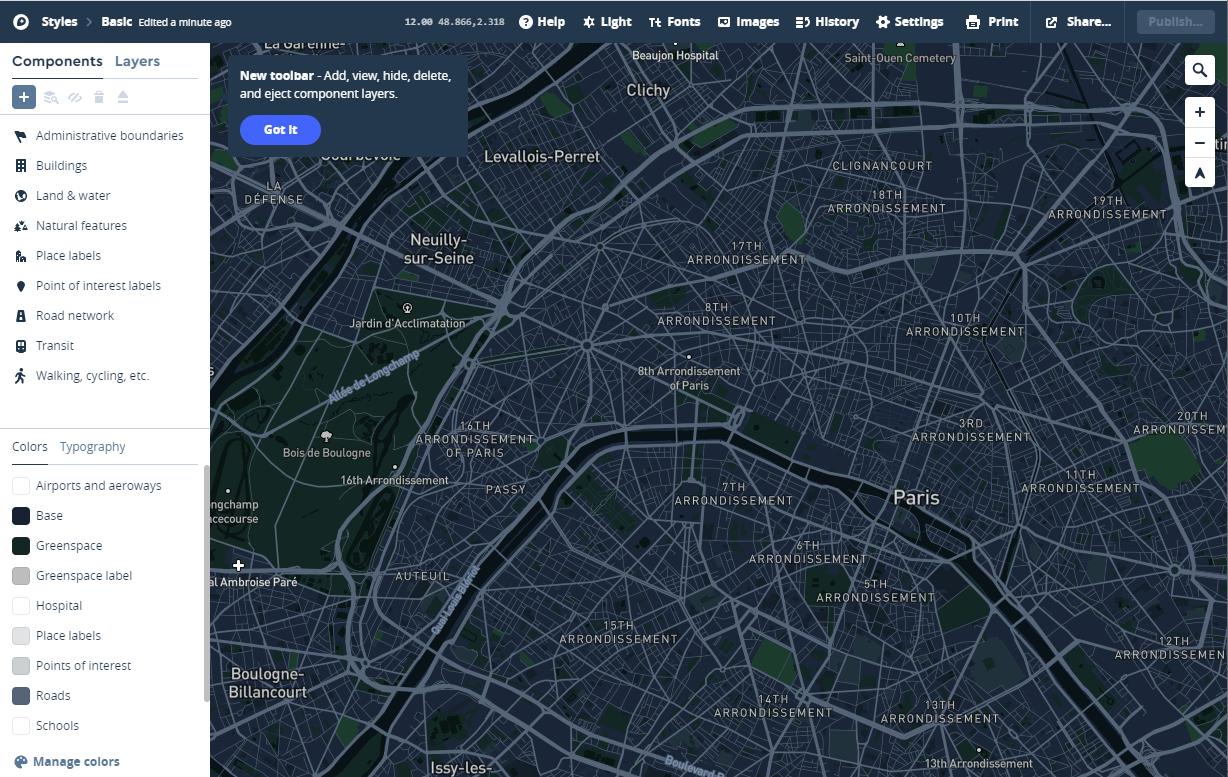 Styles
Basic
Edited a minute ago
12.00 48.866,2.318
Help
Light
Fonts
Images
History
Settings
Print
Share...
Publish...
Components
Layers
Administrative boundaries
Buildings
Land & water
Natural features
Place labels
Point of interest labels
Road network
Transit
Walking, cycling, etc.
Colors
Typography
Airports and aeroways
Base
Greenspace
Greenspace label
Hospital
Place labels
Points of interest
Roads
Schools
Manage colors
New toolbar - Add, view, hide, delete,
and eject component layers.
Got it
La Garenne-
Beaujon Hospital
Saint-Ouen Cemetery
Clichy
Courbevoie
Levallois-Perret
CLIGNANCOURT
LA
DÉFENSE
18TH
ARRONDISSEMENT
19TH
ARRONDISSEMENT
Neuilly-
sur-Seine
17TH
ARRONDISSEMENT
Jardin d'Acclimatation
8TH
ARRONDISSEMENT
10TH
ARRONDISSEMENT
Allée de Longchamp
8th Arrondissement
of Paris
16TH
ARRONDISSEMENT
OF PARIS
3RD
ARRONDISSEMENT
20TH
ARRONDISSEM
Bois de Boulogne
16th Arrondissement
PASSY
7TH
ARRONDISSEMENT
11TH
ARRONDISSEMENT
Paris
ongchamp
acecourse
6TH
ARRONDISSEMENT
al Ambroise Paré
AUTEUIL
Quai Louis Blériot
5TH
ARRONDISSEMENT
15TH
ARRONDISSEMENT
12TH
ARRONDISSEMEN
Boulogne-
Billancourt
14TH
ARRONDISSEMENT
13TH
ARRONDISSEMENT
Issy-les-
13th Arrondissement